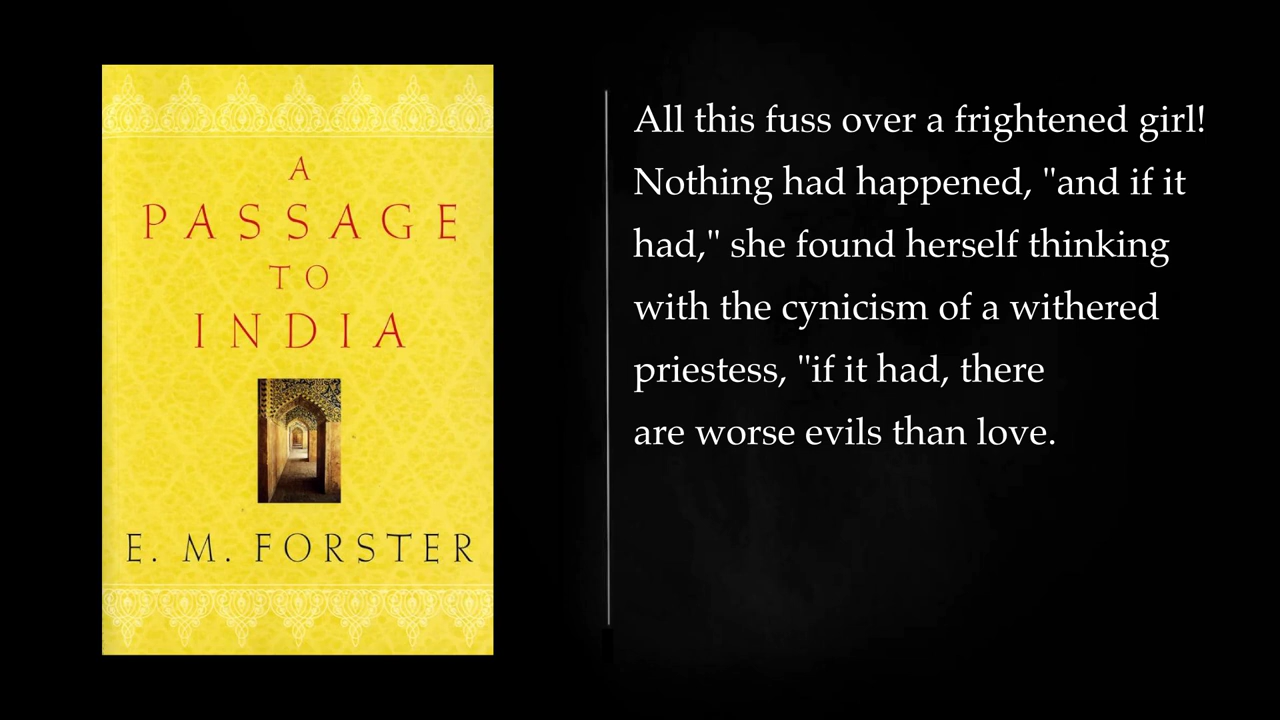 A
PASSAGE
TO
INDIA
E. M. FORSTER
All this fuss over a frightened girl!
Nothing had happened, "and if it
had," she found herself thinking
with the cynicism of a withered
priestess, "if it had, there
are worse evils than love.